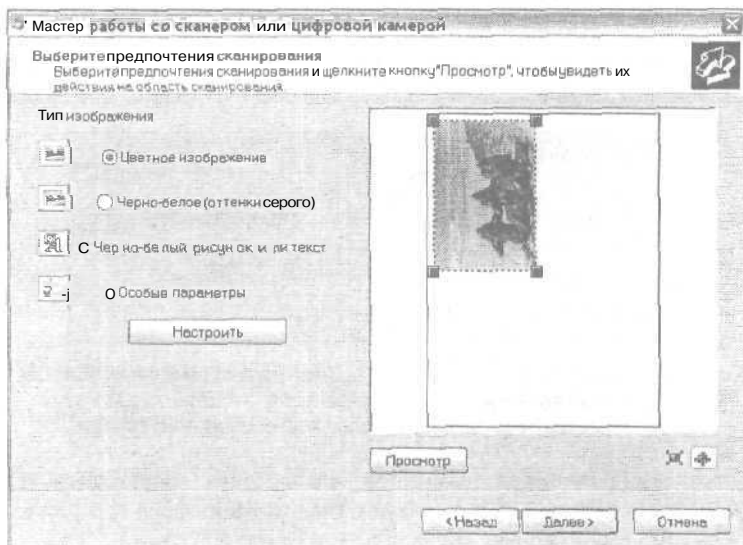 Мастер работы со сканером или цифровой камерой
Выберите предпочтения сканирования
Выберите предпочтения сканирования и щелкните кнопку "Просмотр", чтобы увидеть их
действия на область сканирования
Тип изображения
Цветное изображение
Черно-белое (оттенки серого)
Черно-белый рисунок или текст
Особые параметры
Настроить
Просмотр
< Назад
Далее >
Отмена